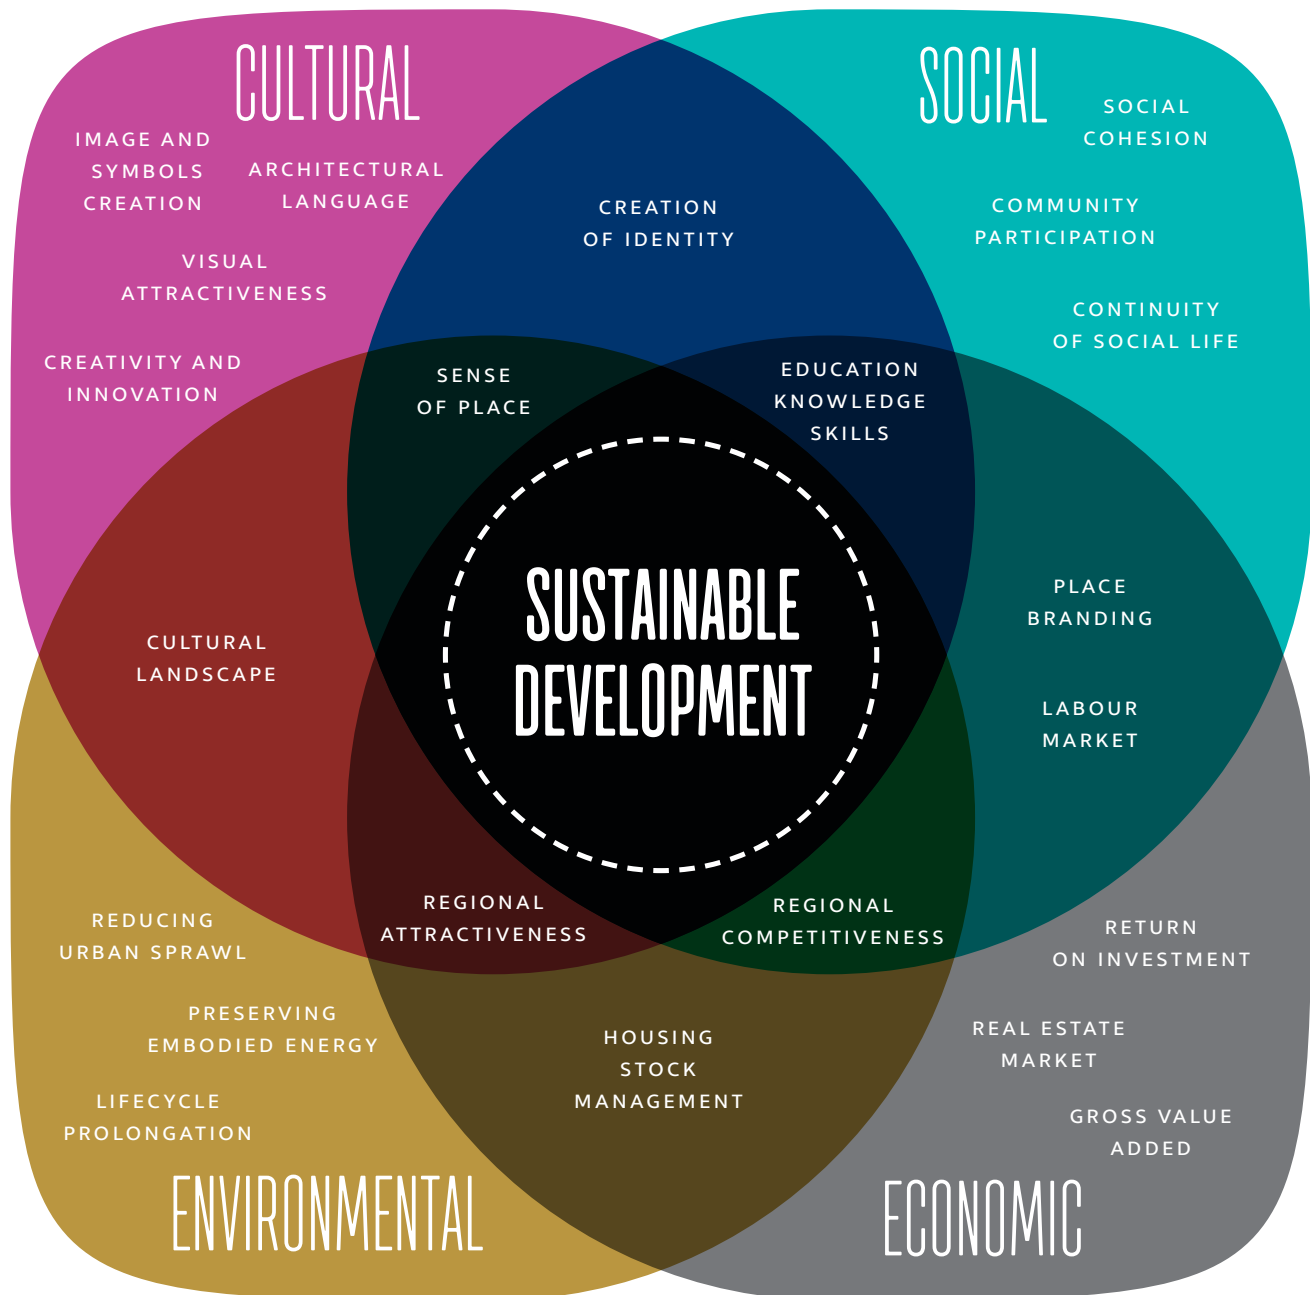 CULTURAL
IMAGE AND
SYMBOLS
CREATION
ARCHITECTURAL
LANGUAGE
VISUAL
ATTRACTIVENESS
CREATIVITY AND
INNOVATION
CREATION
OF IDENTITY
SOCIAL
SOCIAL
COHESION
COMMUNITY
PARTICIPATION
CONTINUITY
OF SOCIAL LIFE
SENSE
OF PLACE
EDUCATION
KNOWLEDGE
SKILLS
CULTURAL
LANDSCAPE
SUSTAINABLE
DEVELOPMENT
PLACE
BRANDING
LABOUR
MARKET
REGIONAL
ATTRACTIVENESS
REGIONAL
COMPETITIVENESS
REDUCING
URBAN SPRAWL
PRESERVING
EMBODIED ENERGY
LIFECYCLE
PROLONGATION
ENVIRONMENTAL
HOUSING
STOCK
MANAGEMENT
RETURN
ON INVESTMENT
REAL ESTATE
MARKET
GROSS VALUE
ADDED
ECONOMIC